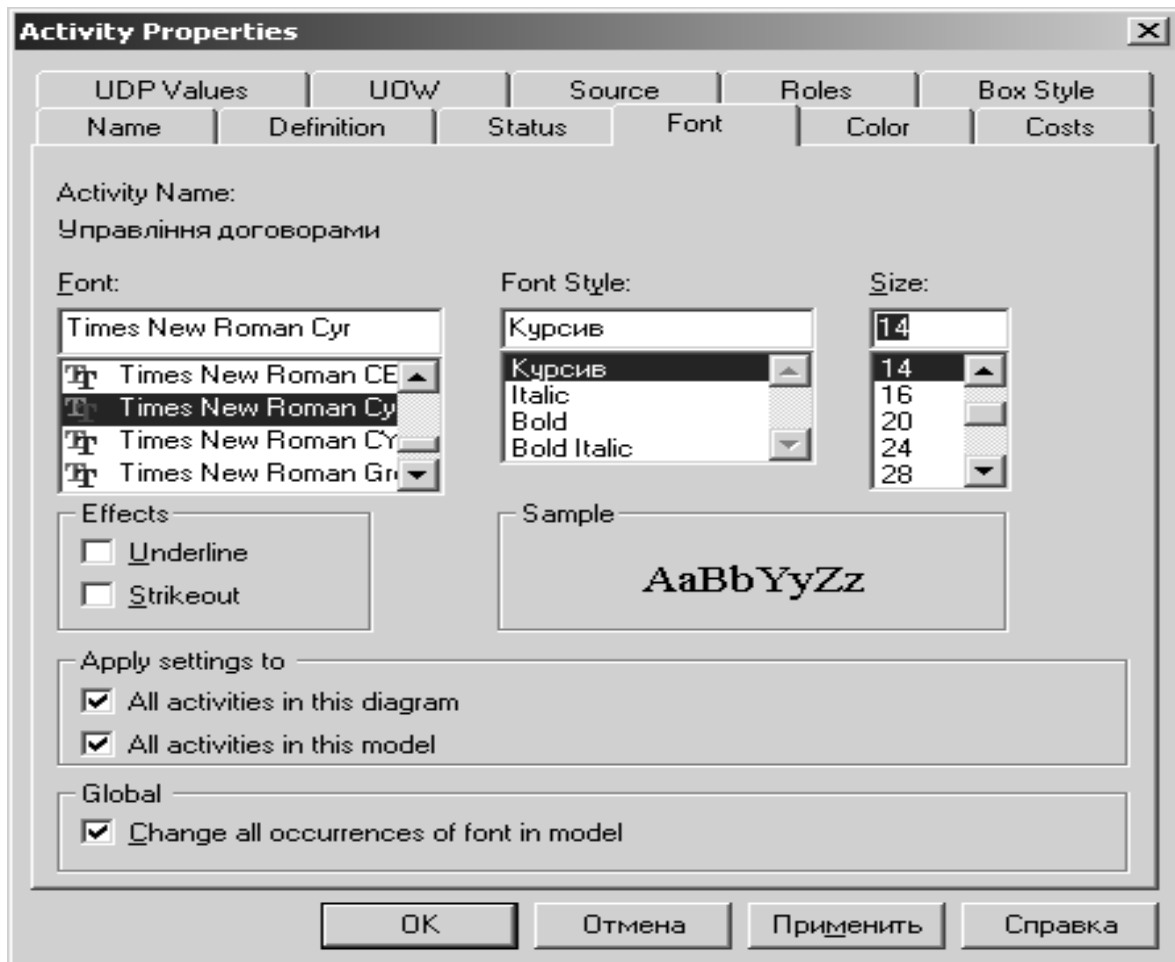 Activity Properties
UDP Values UOW Source Roles Box Style
Name Definition Status Font Color Costs
Activity Name:
Управління договорами
Font: Font Style: Size:
Times New Roman Cyr Курсив 14
Times New Roman CE Курсив 14
Times New Roman Cy Italic 16
Times New Roman CY Bold 20
Times New Roman Gr Bold Italic 24
28
Effects Sample
Underline
Strikeout
AaBbYyZz
Apply settings to
All activities in this diagram
All activities in this model
Global
Change all occurrences of font in model
OK Отмена Применить Справка